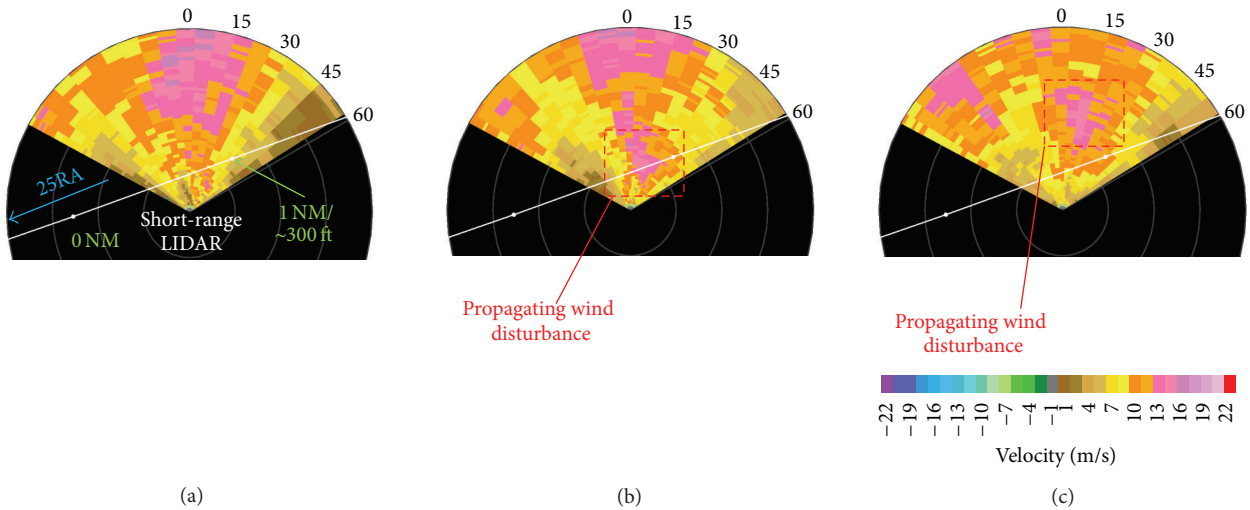 0
15
30
45
60
25RA
0 NM
Short-range
LIDAR
1 NM/
~300 ft
(a)
0
15
30
45
60
Propagating wind
disturbance
(b)
0
15
30
45
60
Propagating wind
disturbance
−22
−19
−16
−13
−10
−7
−4
−1
1
4
7
10
13
16
19
22
Velocity (m/s)
(c)